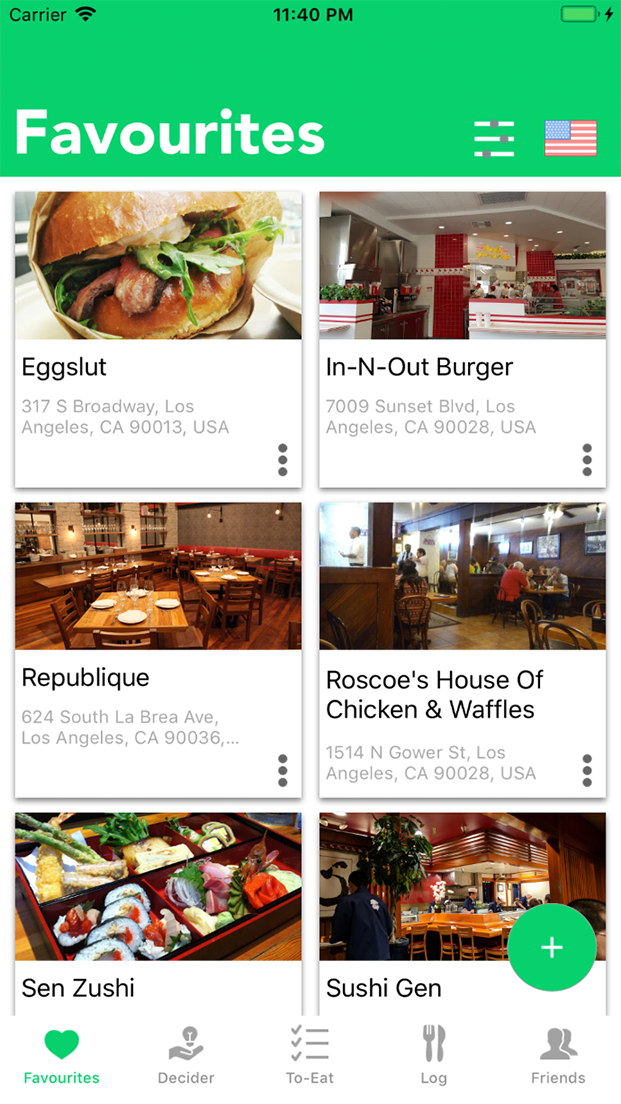 Carrier 11:40 PM
Favourites
Eggslut
317 S Broadway, Los
Angeles, CA 90013, USA
In-N-Out Burger
7009 Sunset Blvd, Los
Angeles, CA 90028, USA
Republique
624 South La Brea Ave,
Los Angeles, CA 90036,...
Roscoe's House Of
Chicken & Waffles
1514 N Gower St, Los
Angeles, CA 90028, USA
Sen Zushi
Sushi Gen
+
Favourites
Decider
To-Eat
Log
Friends